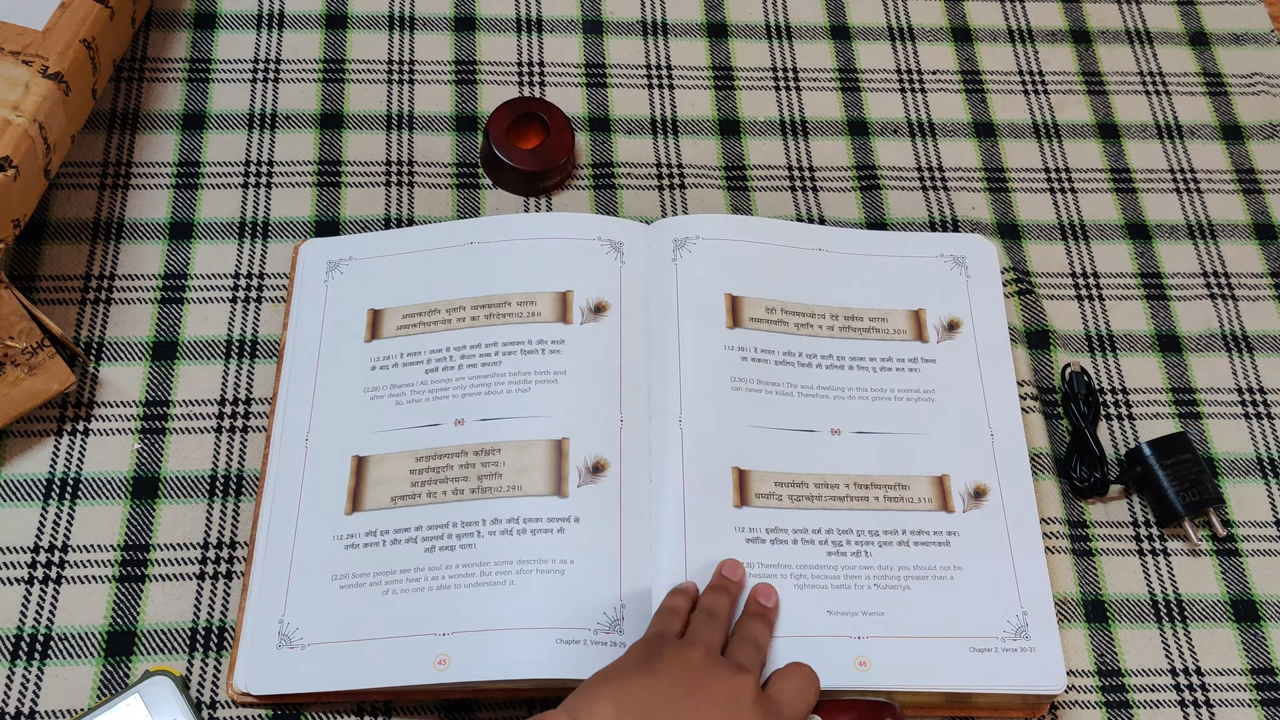 अव्यक्तादीनि भूतानि व्यक्तमध्यानि भारत।
अव्यक्तनिधनान्येव तत्र का परिदेवना।।2.28।।
।।2.28।। हे भारत ! जन्म से पहले सभी प्राणी अव्यक्त थे और मरने
के बाद भी अव्यक्त हो जाते हैं, केवल मध्य में प्रकट दिखते हैं अतः
इसमें शोक ही क्या करना?
(2.28) O Bharata ! All beings are unmanifest before birth and
after death. They appear only during the middle period.
So, what it there to grieve about in this?
आश्चर्यवत्पश्यति कश्चिदेन
माश्चर्यवद्वदति तथैव चान्यः।
आश्चर्यवच्चैनमन्यः श्रृणोति
श्रुत्वाप्येनं वेद न चैव कश्चित्।।2.29।।
।।2.29।। कोई इस आत्मा को आश्चर्य से देखता है और कोई इसका आश्चर्य से
वर्णन करता है और कोई आश्चर्य से सुनता है, पर कोई इसे सुनकर भी
नहीं समझ पाता।
(2.29) Some people see the soul as a wonder; some describe it as a
wonder; and some hear it as a wonder. But even after hearing
of it, no one is able to understand it.
Chapter 2, Verse 28-29
45
देही नित्यमवध्योऽयं देहे सर्वस्य भारत।
तस्मात्सर्वाणि भूतानि न त्वं शोचितुमर्हसि।।2.30।।
।।2.30।। हे भारत ! शरीर में रहने वाली इस आत्मा का कभी वध नहीं किया
जा सकता। इसलिए किसी भी प्राणियों के लिए तू शोक मत कर।
(2.30) O Bharata ! The soul dwelling in this body is eternal and
can never be killed. Therefore, you do not grieve for anybody.
स्वधर्ममपि चावेक्ष्य न विकम्पितुमर्हसि।
धर्म्याद्धि युद्धाच्छ्रेयोऽन्यत्क्षत्रियस्य न विद्यते।।2.31।।
।।2.31।। इसलिए अपने धर्म को देखते हुए युद्ध करने में संकोच मत कर।
क्योंकि क्षत्रिय के लिये धर्म युद्ध से बढ़कर दूसरा कोई कल्याणकारी
कर्त्तव्य नहीं है।
.31) Therefore, considering your own duty, you should not be
hesitant to fight, because there is nothing greater than a
righteous battle for a *Kshatriya.
*Kshatriya: Warrior
Chapter 2, Verse 30-31
46